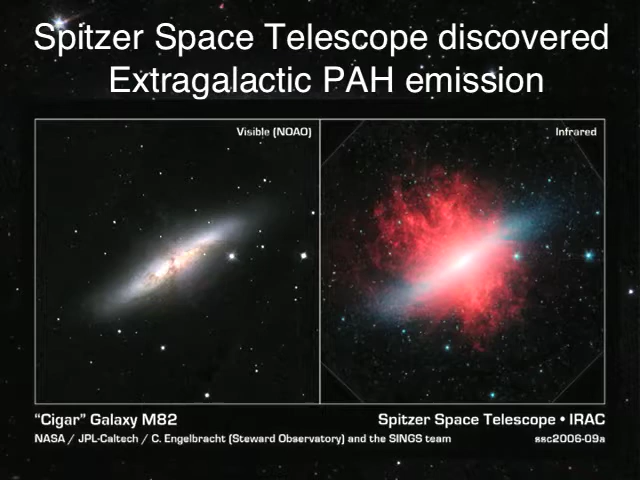 Spitzer Space Telescope discovered
Extragalactic PAH emission
Visible (NOAO)
Infrared
"Cigar" Galaxy M82
Spitzer Space Telescope • IRAC
NASA / JPL-Caltech / C. Engelbracht (Steward Observatory) and the SINGS team
ssc2006-09a